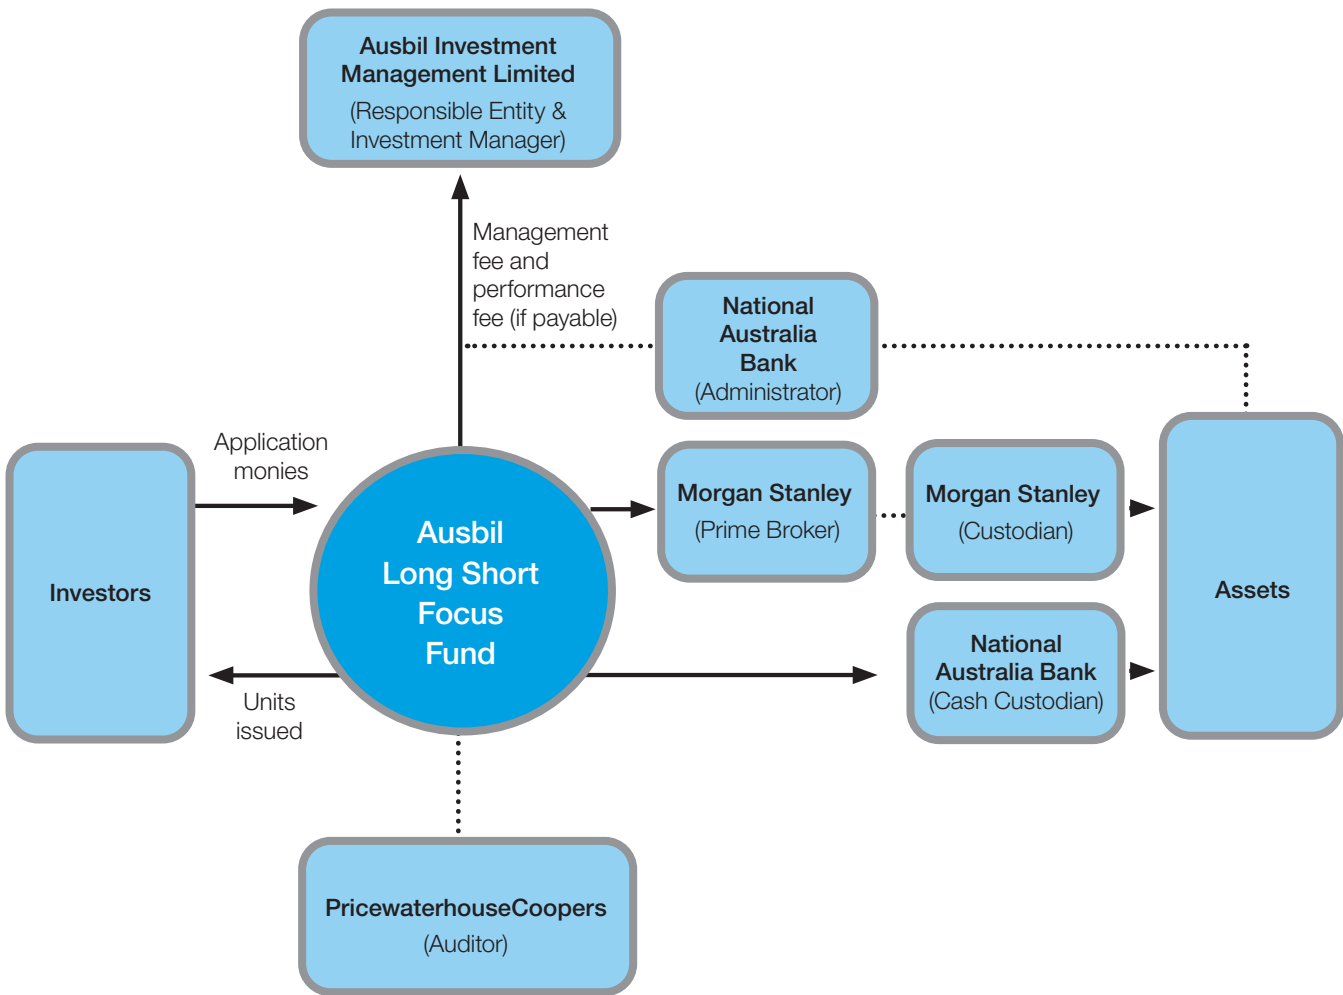 Ausbil Investment
Management Limited
(Responsible Entity &
Investment Manager)
Management
fee and
performance
fee (if payable)
National
Australia
Bank
(Administrator)
Application
monies
Investors
Units
issued
Ausbil
Long Short
Focus
Fund
Morgan Stanley
(Prime Broker)
Morgan Stanley
(Custodian)
National
Australia Bank
(Cash Custodian)
Assets
PricewaterhouseCoopers
(Auditor)